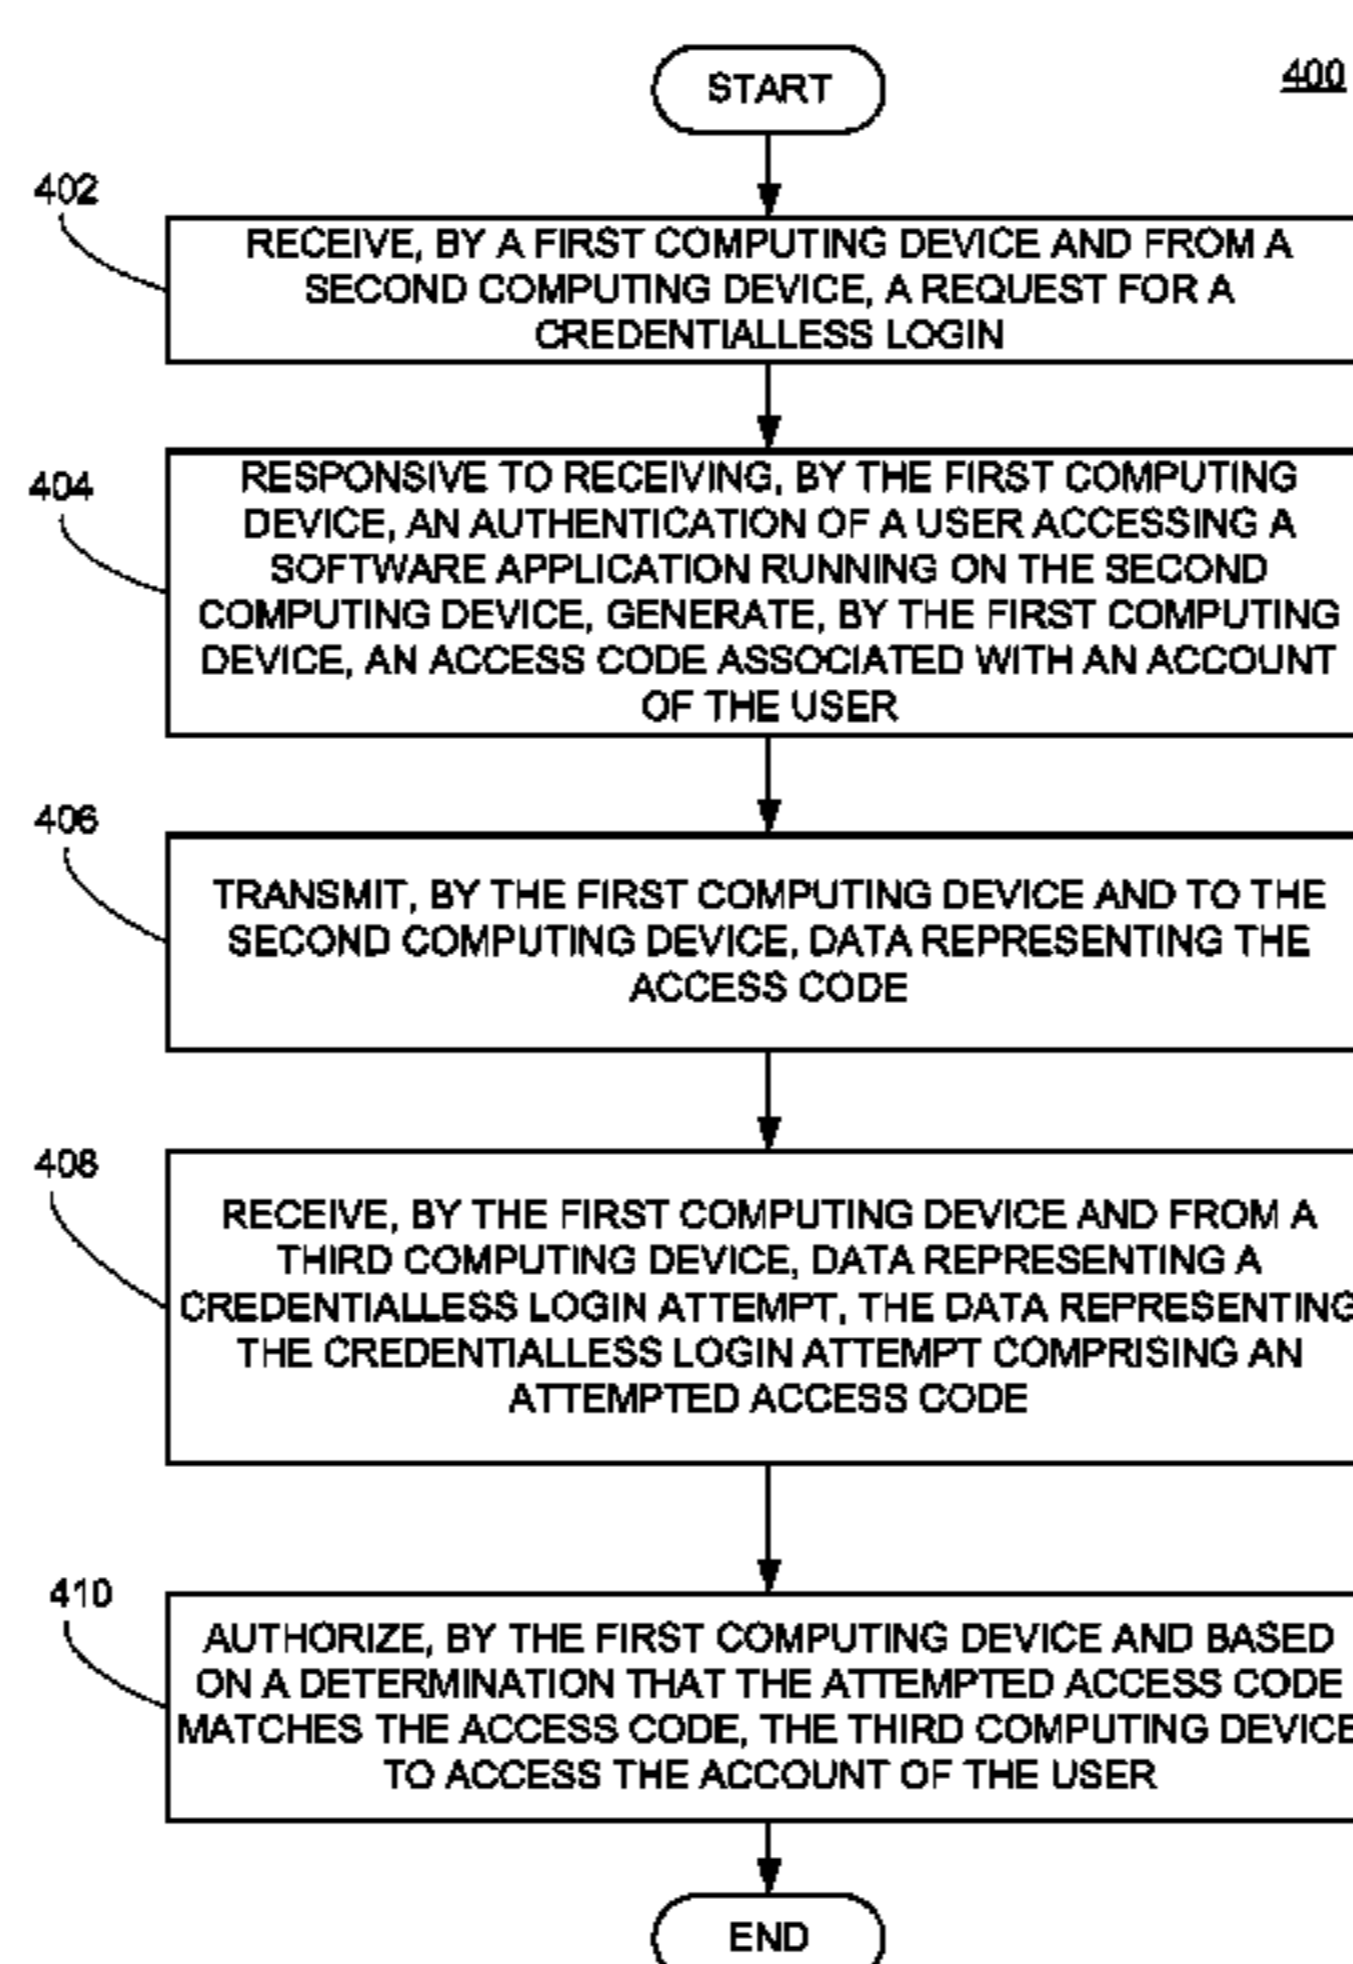 START
400
402
RECEIVE, BY A FIRST COMPUTING DEVICE AND FROM A
SECOND COMPUTING DEVICE, A REQUEST FOR A
CREDENTIALLESS LOGIN
404
RESPONSIVE TO RECEIVING, BY THE FIRST COMPUTING
DEVICE, AN AUTHENTICATION OF A USER ACCESSING A
SOFTWARE APPLICATION RUNNING ON THE SECOND
COMPUTING DEVICE, GENERATE, BY THE FIRST COMPUTING
DEVICE, AN ACCESS CODE ASSOCIATED WITH AN ACCOUNT
OF THE USER
406
TRANSMIT, BY THE FIRST COMPUTING DEVICE AND TO THE
SECOND COMPUTING DEVICE, DATA REPRESENTING THE
ACCESS CODE
408
RECEIVE, BY THE FIRST COMPUTING DEVICE AND FROM A
THIRD COMPUTING DEVICE, DATA REPRESENTING A
CREDENTIALLESS LOGIN ATTEMPT, THE DATA REPRESENTING
THE CREDENTIALLESS LOGIN ATTEMPT COMPRISING AN
ATTEMPTED ACCESS CODE
410
AUTHORIZE, BY THE FIRST COMPUTING DEVICE AND BASED
ON A DETERMINATION THAT THE ATTEMPTED ACCESS CODE
MATCHES THE ACCESS CODE, THE THIRD COMPUTING DEVICE
TO ACCESS THE ACCOUNT OF THE USER
END